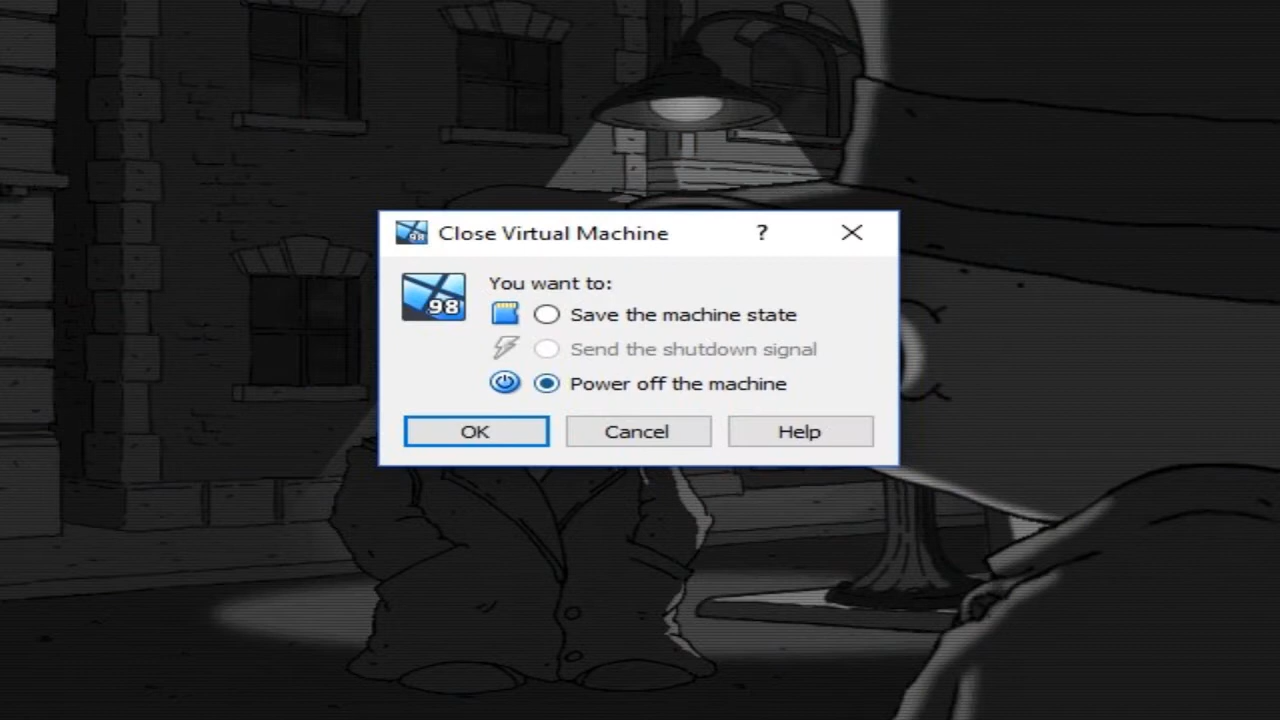 98 Close Virtual Machine ?
98
You want to:
Save the machine state
Send the shutdown signal
Power off the machine
OK Cancel Help